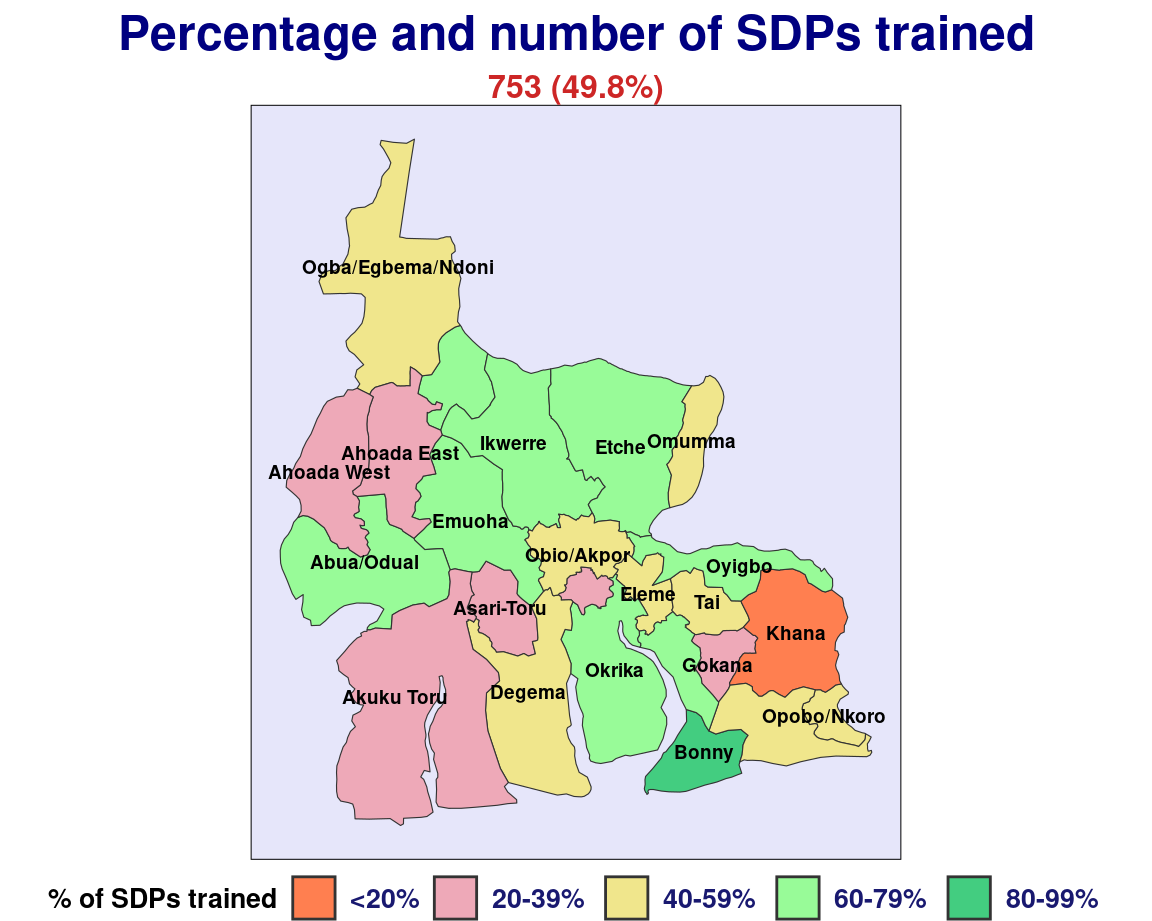 Percentage and number of SDPs trained
753 (49.8%)
Ogba/Egbema/Ndoni
Ikwerre
Etche
Omumma
Ahoada East
Ahoada West
Emuoha
Abua/Odual
Obio/Akpor
Oyigbo
Eleme
Tai
Asari-Toru
Khana
Gokana
Okrika
Akuku Toru
Degema
Opobo/Nkoro
Bonny
% of SDPs trained <20% 20-39% 40-59% 60-79% 80-99%